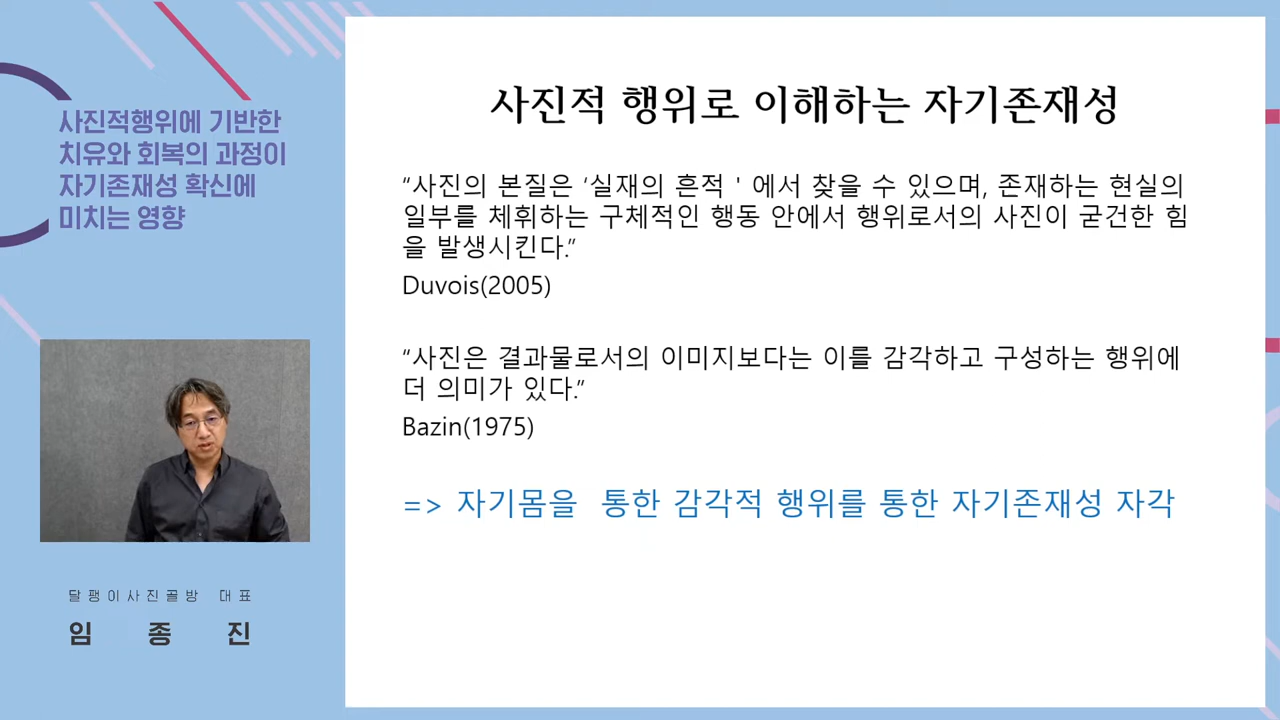 사진적행위에 기반한
치유와 회복의 과정이
자기존재성 확신에
미치는 영향
달팽이사진골방 대표
임종진
사진적 행위로 이해하는 자기존재성
“사진의 본질은 ‘실재의 흔적 ' 에서 찾을 수 있으며, 존재하는 현실의
일부를 체휘하는 구체적인 행동 안에서 행위로서의 사진이 굳건한 힘
을 발생시킨다.”
Duvois(2005)
“사진은 결과물로서의 이미지보다는 이를 감각하고 구성하는 행위에
더 의미가 있다.”
Bazin(1975)
=> 자기몸을 통한 감각적 행위를 통한 자기존재성 자각